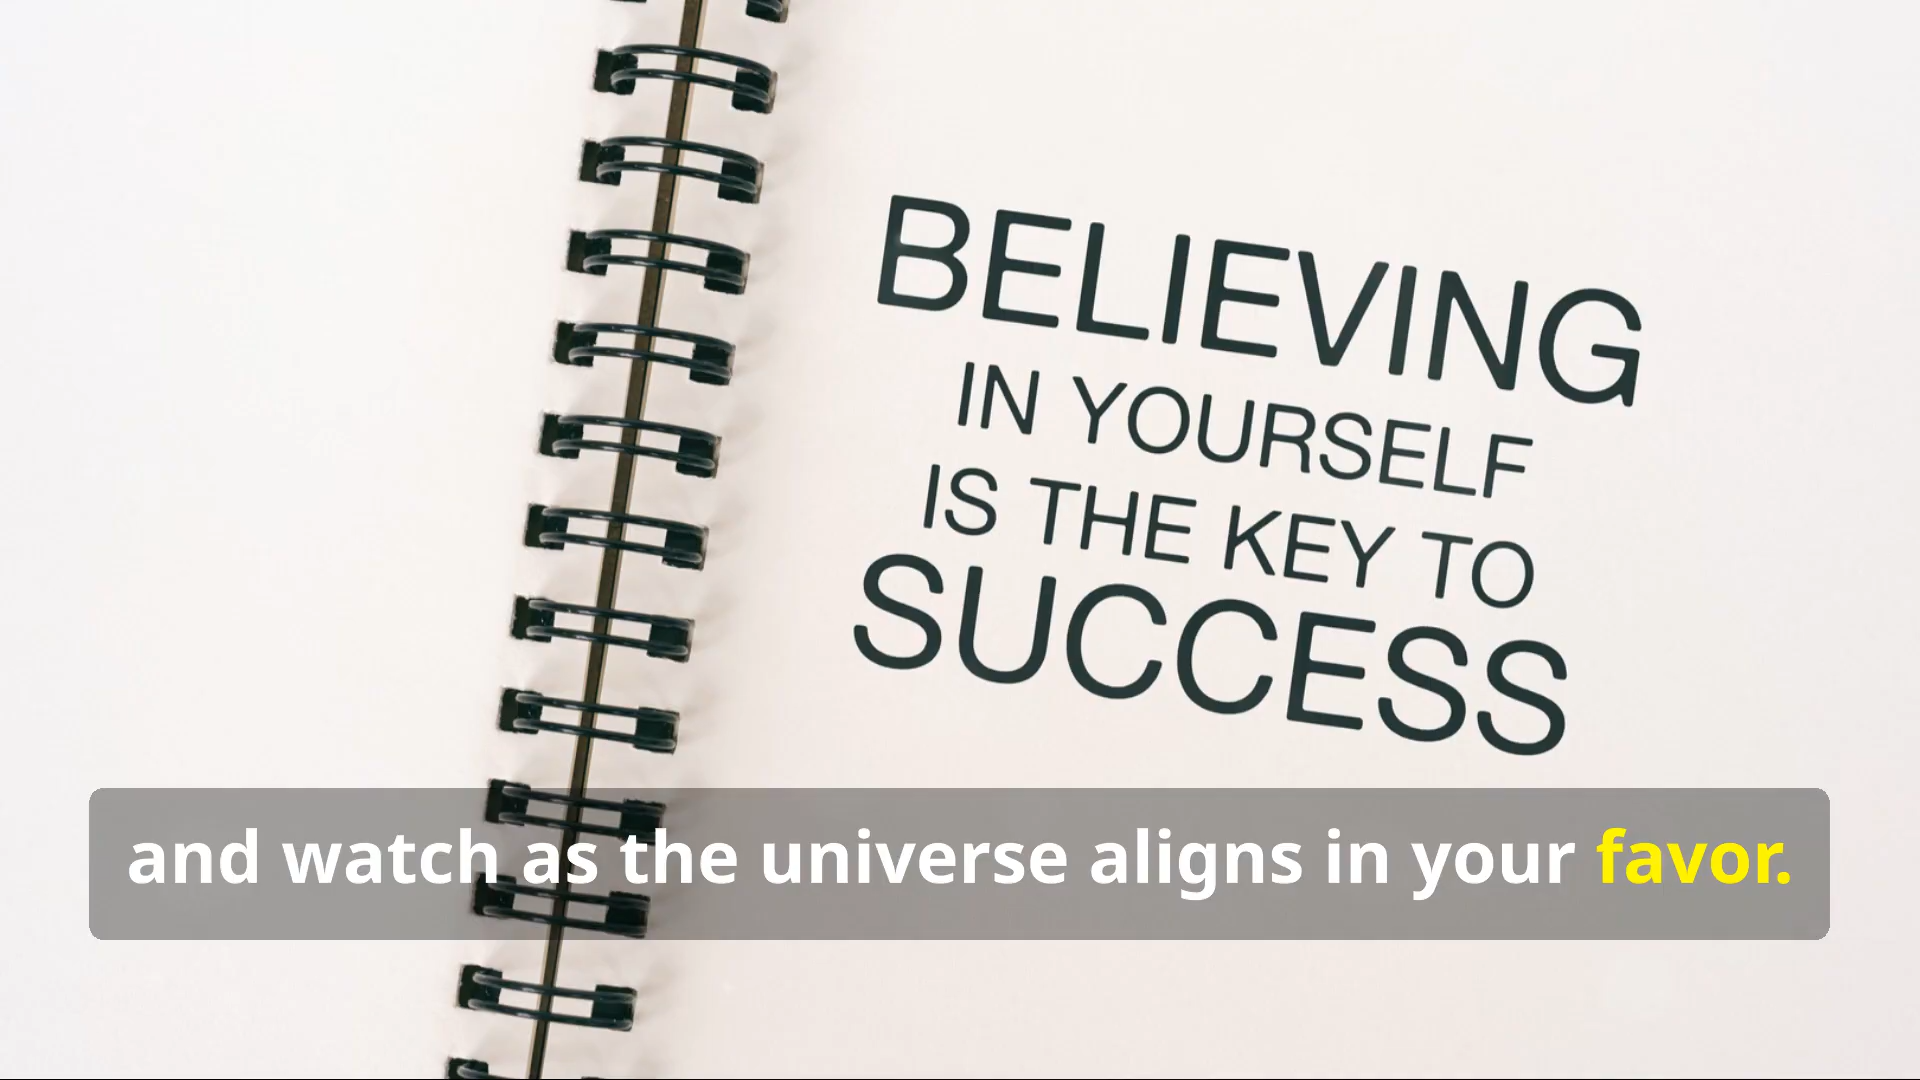 BELIEVING
IN YOURSELF
IS THE KEY TO
SUCCESS
and watch as the universe aligns in your favor.